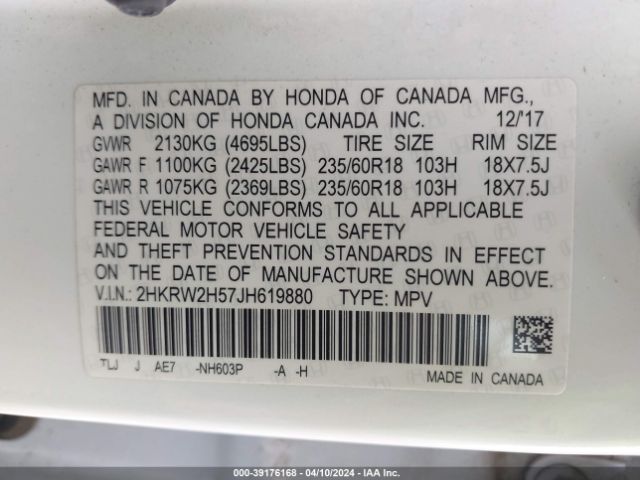 MFD. IN CANADA BY HONDA OF CANADA MFG.,
A DIVISION OF HONDA CANADA INC. 12/'17
GVWR 2130KG (4695LBS) TIRE SIZE RIM SIZE
GAWR F 1100KG (2425LBS) 235/60R18 103H 18X7.5J
GAWR R 1075KG (2369LBS) 235/60R18 103H 18X7.5J
THIS VEHICLE CONFORMS TO ALL APPLICABLE
FEDERAL MOTOR VEHICLE SAFETY
AND THEFT PREVENTION STANDARDS IN EFFECT
ON THE DATE OF MANUFACTURE SHOWN ABOVE.
V.I.N.: 2HKRW2H57JH619880 TYPE: MPV
TLJ J AE7 -NH603P -A -H
MADE IN CANADA
000-39176168 - 04/10/2024 - IAAI.COM